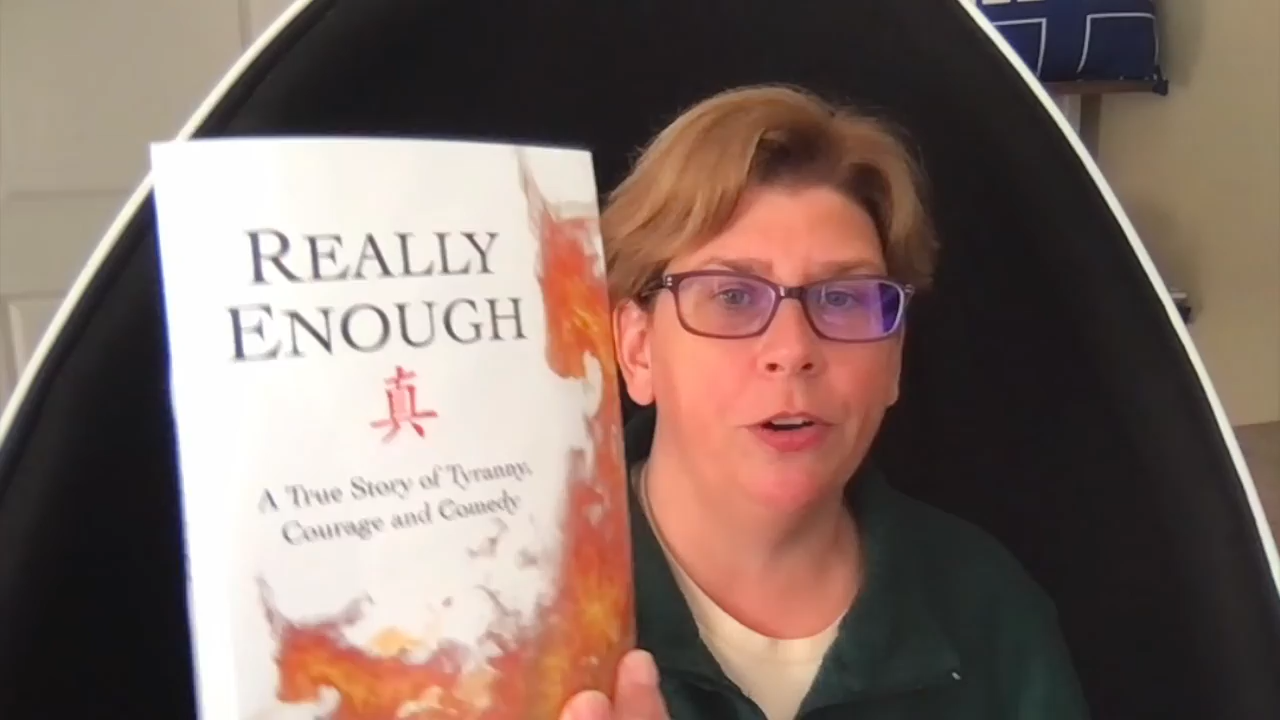 REALLY
ENOUGH
真
A True Story of Tyranny,
Courage and Comedy